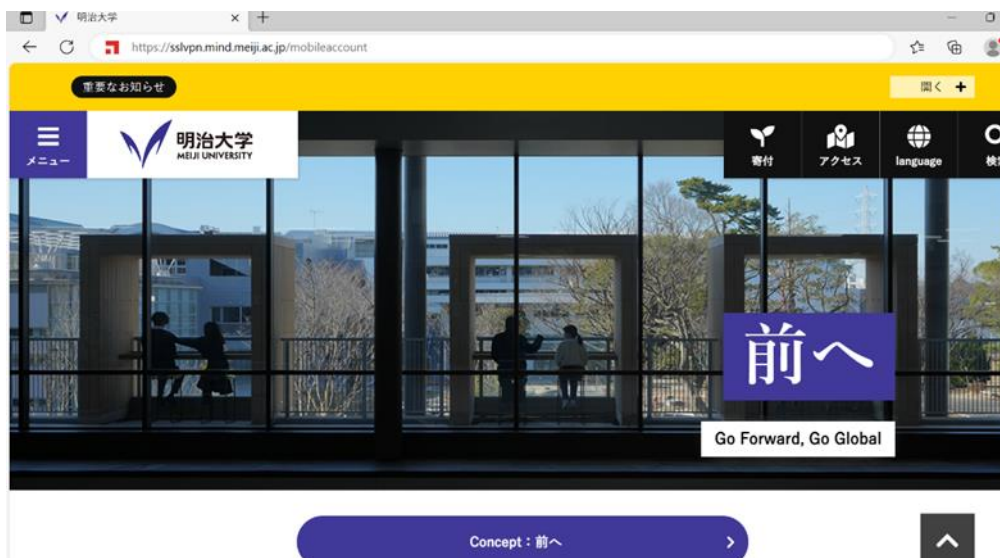 明治大学
https://sslvpn.mind.meiji.ac.jp/mobileaccount
重要なお知らせ
開く
メニュー
明治大学
MEIJI UNIVERSITY
寄付
アクセス
language
前へ
Go Forward, Go Global
Concept：前へ